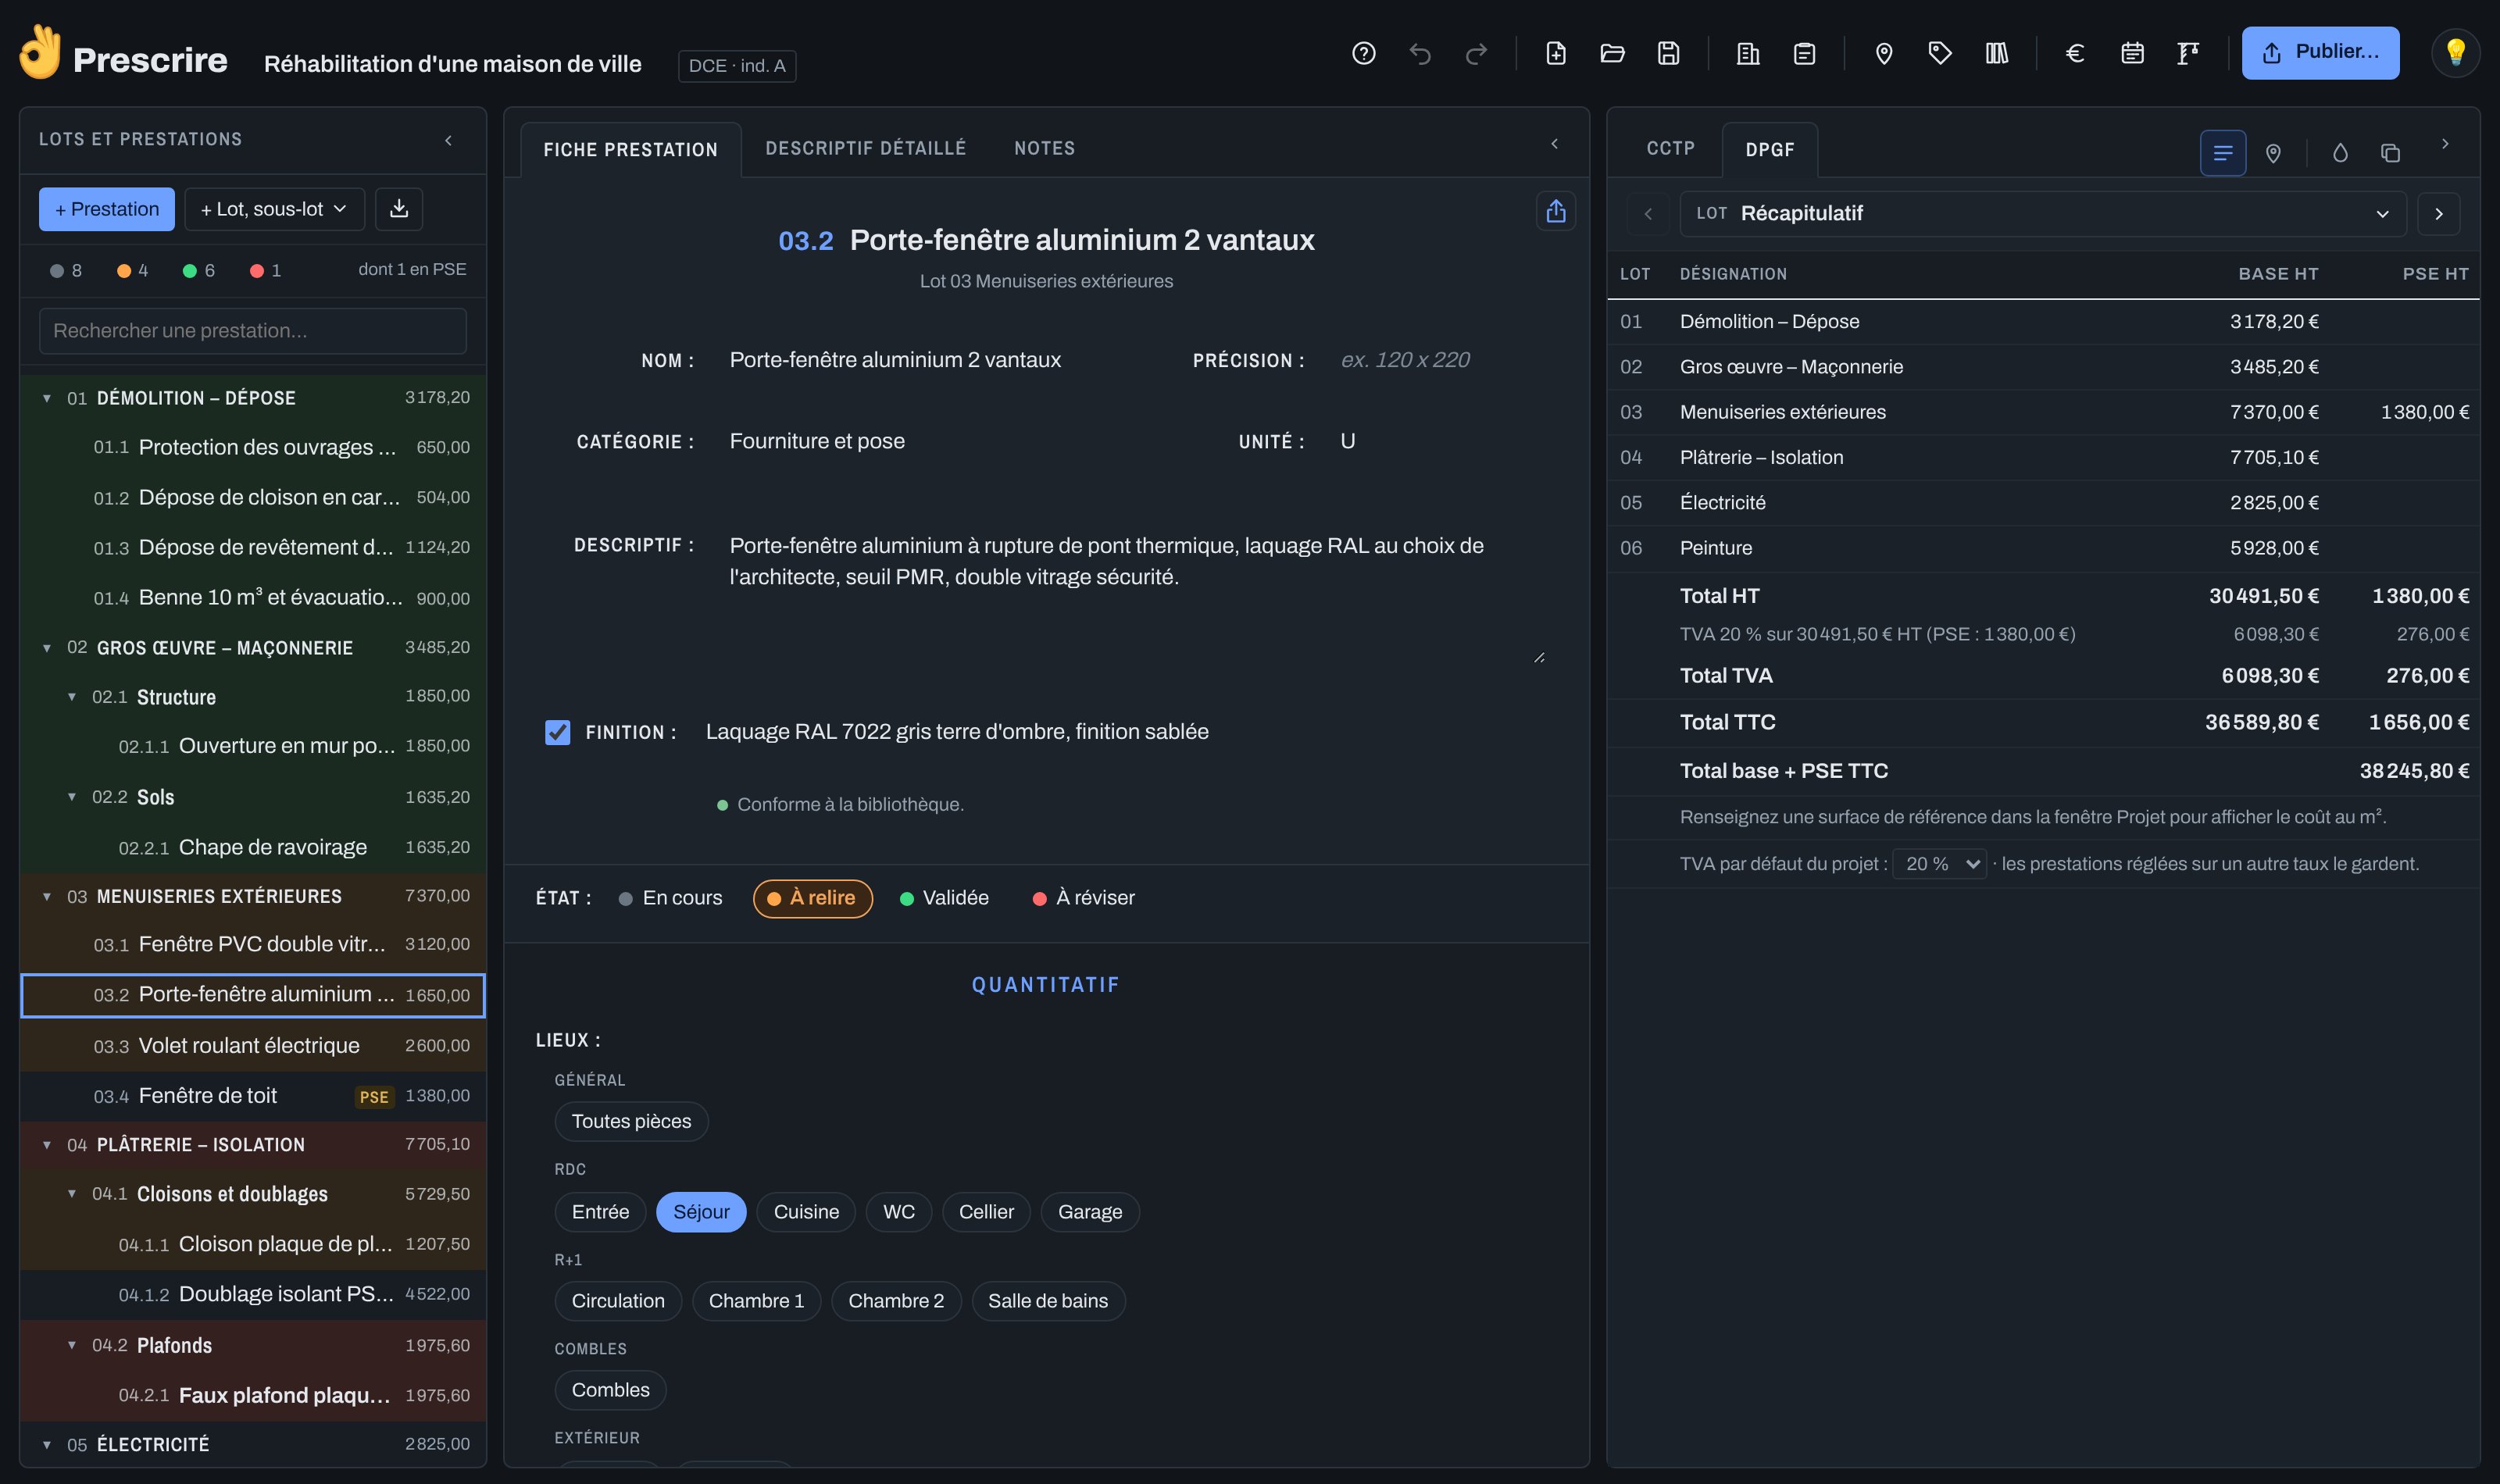 Prescrire
Réhabilitation d'une maison de ville
DCE · ind. A
Publier...
LOTS ET PRESTATIONS
+ Prestation
+ Lot, sous-lot
8
4
6
1
dont 1 en PSE
Rechercher une prestation...
01 DÉMOLITION – DÉPOSE 3 178,20
01.1 Protection des ouvrages ... 650,00
01.2 Dépose de cloison en car... 504,00
01.3 Dépose de revêtement d... 1 124,20
01.4 Benne 10 m³ et évacuatio... 900,00
02 GROS ŒUVRE – MAÇONNERIE 3 485,20
02.1 Structure 1 850,00
02.1.1 Ouverture en mur po... 1 850,00
02.2 Sols 1 635,20
02.2.1 Chape de ravoirage 1 635,20
03 MENUISERIES EXTÉRIEURES 7 370,00
03.1 Fenêtre PVC double vitr... 3 120,00
03.2 Porte-fenêtre aluminium ... 1 650,00
03.3 Volet roulant électrique 2 600,00
03.4 Fenêtre de toit PSE 1 380,00
04 PLÂTRERIE – ISOLATION 7 705,10
04.1 Cloisons et doublages 5 729,50
04.1.1 Cloison plaque de pl... 1 207,50
04.1.2 Doublage isolant PS... 4 522,00
04.2 Plafonds 1 975,60
04.2.1 Faux plafond plaqu... 1 975,60
05 ÉLECTRICITÉ 2 825,00
FICHE PRESTATION
DESCRIPTIF DÉTAILLÉ
NOTES
03.2 Porte-fenêtre aluminium 2 vantaux
Lot 03 Menuiseries extérieures
NOM : Porte-fenêtre aluminium 2 vantaux
PRÉCISION : ex. 120 x 220
CATÉGORIE : Fourniture et pose
UNITÉ : U
DESCRIPTIF : Porte-fenêtre aluminium à rupture de pont thermique, laquage RAL au choix de
l'architecte, seuil PMR, double vitrage sécurité.
FINITION : Laquage RAL 7022 gris terre d'ombre, finition sablée
Conforme à la bibliothèque.
ÉTAT : En cours À relire Validée À réviser
QUANTITATIF
LIEUX :
GÉNÉRAL
Toutes pièces
RDC
Entrée Séjour Cuisine WC Cellier Garage
R+1
Circulation Chambre 1 Chambre 2 Salle de bains
COMBLES
Combles
EXTÉRIEUR
CCTP
DPGF
LOT Récapitulatif
LOT DÉSIGNATION BASE HT PSE HT
01 Démolition – Dépose 3 178,20 €
02 Gros œuvre – Maçonnerie 3 485,20 €
03 Menuiseries extérieures 7 370,00 € 1 380,00 €
04 Plâtrerie – Isolation 7 705,10 €
05 Électricité 2 825,00 €
06 Peinture 5 928,00 €
Total HT 30 491,50 € 1 380,00 €
TVA 20 % sur 30 491,50 € HT (PSE : 1 380,00 €) 6 098,30 € 276,00 €
Total TVA 6 098,30 € 276,00 €
Total TTC 36 589,80 € 1 656,00 €
Total base + PSE TTC 38 245,80 €
Renseignez une surface de référence dans la fenêtre Projet pour afficher le coût au m².
TVA par défaut du projet : 20 % · les prestations réglées sur un autre taux le gardent.